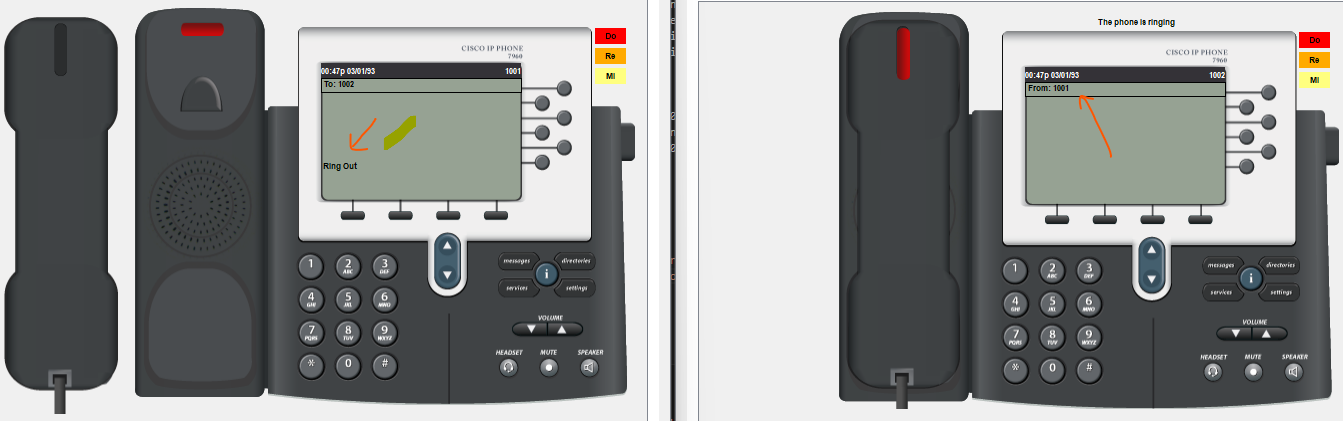 CISCO IP PHONE
7960
Do
Re
MI
00:47p 03/01/93 1001
To: 1002
Ring Out
1
2
ABC
3
DEF
4
GHI
5
JKL
6
MNO
7
PQRS
8
TUV
9
WXYZ
*
0
#
messages
directories
services
i
settings
VOLUME
HEADSET
MUTE
SPEAKER
The phone is ringing
CISCO IP PHONE
7960
Do
Re
MI
00:47p 03/01/93 1002
From: 1001
1
2
ABC
3
DEF
4
GHI
5
JKL
6
MNO
7
PQRS
8
TUV
9
WXYZ
*
0
#
messages
directories
services
i
settings
VOLUME
HEADSET
MUTE
SPEAKER